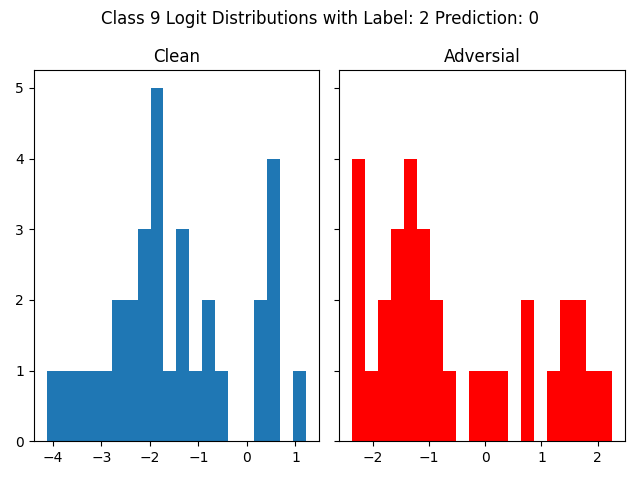 Class 9 Logit Distributions with Label: 2 Prediction: 0
Clean
Adversial
5
4
3
2
1
0
−4 −3 −2 −1 0 1
−2 −1 0 1 2